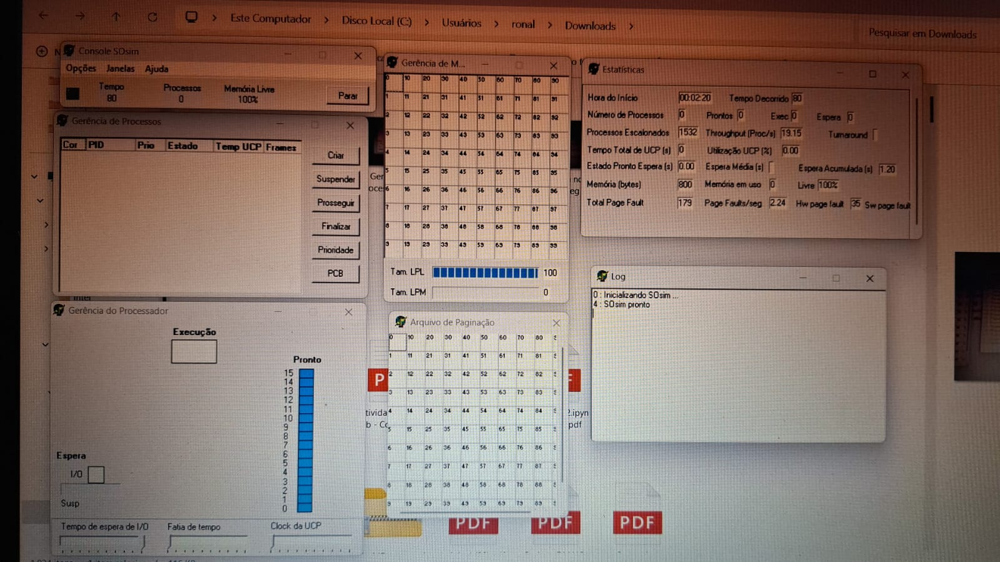 Este Computador > Disco Local (C:) > Usuários > ronal > Downloads >
Pesquisar em Downloads
Console SOsim
Opções Janelas Ajuda
Tempo Processos Memória Livre
80 0 100%
Parar
Gerência de Processos
Cor PID Prio Estado Temp UCP Frames
Criar
Suspender
Prosseguir
Finalizar
Prioridade
PCB
Gerência do Processador
Execução
Pronto
15
14
13
12
11
10
9
8
7
6
5
4
3
2
1
0
Espera
I/O
Susp
Tempo de espera de I/O Fatia de tempo Clock da UCP
Gerência de M...
0 10 20 30 40 50 60 70 80 90
1 11 21 31 41 51 61 71 81 91
2 12 22 32 42 52 62 72 82 92
3 13 23 33 43 53 63 73 83 93
4 14 24 34 44 54 64 74 84 94
5 15 25 35 45 55 65 75 85 95
6 16 26 36 46 56 66 76 86 96
7 17 27 37 47 57 67 77 87 97
8 18 28 38 48 58 68 78 88 98
9 19 29 39 49 59 69 79 89 99
Tam. LPL 100
Tam. LPM 0
Arquivo de Paginação
0 10 20 30 40 50 60 70 80
1 11 21 31 41 51 61 71 81
2 12 22 32 42 52 62 72 82
3 13 23 33 43 53 63 73 83
4 14 24 34 44 54 64 74 84
5 15 25 35 45 55 65 75 85
6 16 26 36 46 56 66 76 86
7 17 27 37 47 57 67 77 87
8 18 28 38 48 58 68 78 88
9 19 29 39 49 59 69 79 89
Estatísticas
Hora do Início 00:02:20 Tempo Decorrido 80
Número de Processos 0 Prontos 0 Exec 0 Espera 0
Processos Escalonados 1532 Throughput (Proc/s) 19.15 Turnaround
Tempo Total de UCP (s) 0 Utilização UCP (%) 0.00
Estado Pronto Espera (s) 0.00 Espera Média (s) Espera Acumulada (s) 1.20
Memória (bytes) 800 Memória em uso 0 Livre 100%
Total Page Fault 179 Page Faults/seg 2.24 Hw page fault 35 Sw page fault
Log
0 : Inicializando SOsim ...
4 : SOsim pronto
2.ipyn
pdf
PDF
PDF
PDF